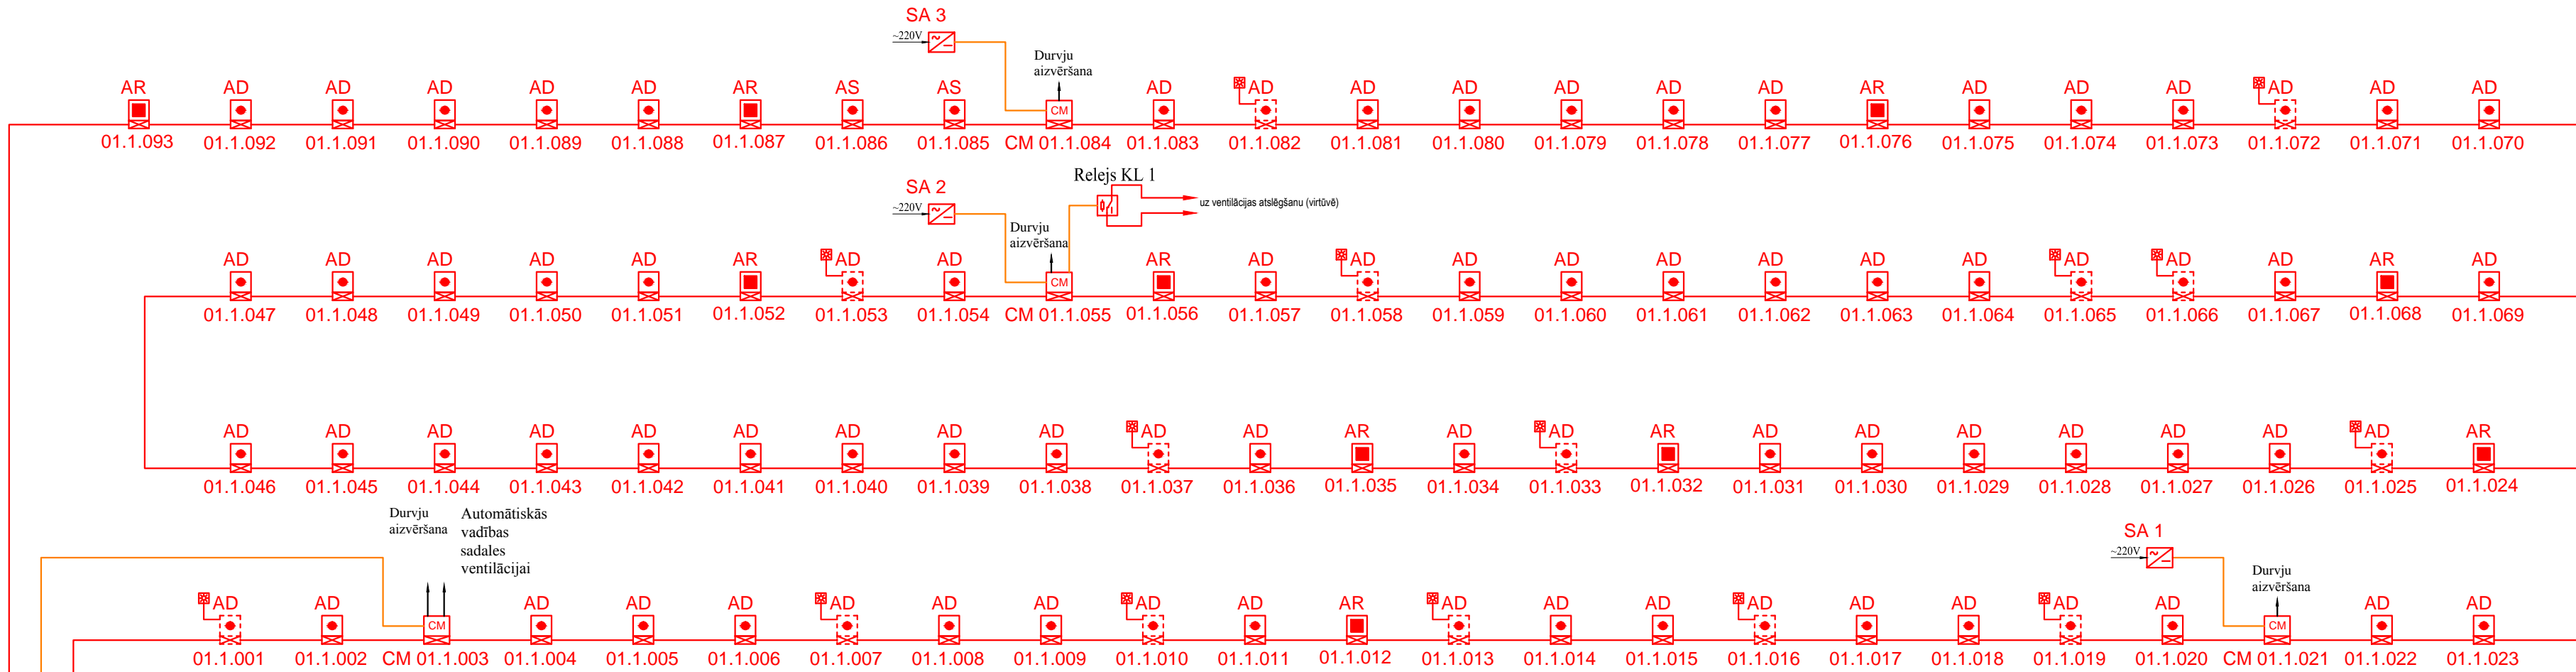 SA 3
~220V
Durvju
aizvēršana
AR AD AD AD AD AD AR AS AS CM AD AD AD AD AD AD AD AR AD AD AD AD AD AD
01.1.093 01.1.092 01.1.091 01.1.090 01.1.089 01.1.088 01.1.087 01.1.086 01.1.085 CM 01.1.084 01.1.083 01.1.082 01.1.081 01.1.080 01.1.079 01.1.078 01.1.077 01.1.076 01.1.075 01.1.074 01.1.073 01.1.072 01.1.071 01.1.070
Relejs KL 1
SA 2
~220V
uz ventilācijas atslēgšanu (virtūvē)
Durvju
aizvēršana
AD AD AD AD AD AR AD AD CM AR AD AD AD AD AD AD AD AD AD AD AD AR AD
01.1.047 01.1.048 01.1.049 01.1.050 01.1.051 01.1.052 01.1.053 01.1.054 CM 01.1.055 01.1.056 01.1.057 01.1.058 01.1.059 01.1.060 01.1.061 01.1.062 01.1.063 01.1.064 01.1.065 01.1.066 01.1.067 01.1.068 01.1.069
AD AD AD AD AD AD AD AD AD AD AD AR AD AD AR AD AD AD AD AD AD AD AR
01.1.046 01.1.045 01.1.044 01.1.043 01.1.042 01.1.041 01.1.040 01.1.039 01.1.038 01.1.037 01.1.036 01.1.035 01.1.034 01.1.033 01.1.032 01.1.031 01.1.030 01.1.029 01.1.028 01.1.027 01.1.026 01.1.025 01.1.024
Durvju
aizvēršana
Automātiskās
vadības
sadales
ventilācijai
SA 1
~220V
Durvju
aizvēršana
AD AD CM AD AD AD AD AD AD AD AD AR AD AD AD AD AD AD AD AD CM AD AD
01.1.001 01.1.002 CM 01.1.003 01.1.004 01.1.005 01.1.006 01.1.007 01.1.008 01.1.009 01.1.010 01.1.011 01.1.012 01.1.013 01.1.014 01.1.015 01.1.016 01.1.017 01.1.018 01.1.019 01.1.020 CM 01.1.021 01.1.022 01.1.023